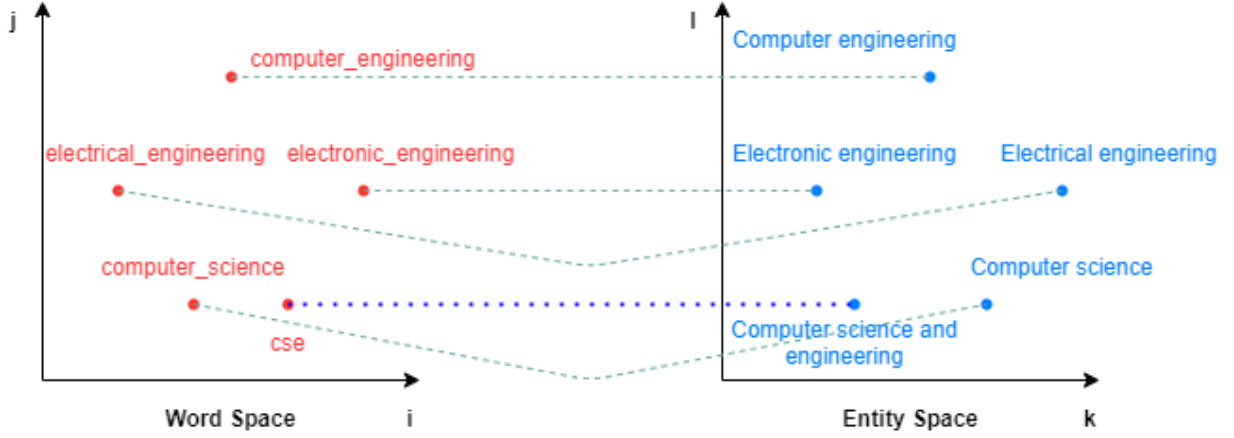 j
l
Computer engineering
computer_engineering
electrical_engineering
electronic_engineering
Electronic engineering
Electrical engineering
computer_science
Computer science
cse
Computer science and
engineering
Word Space
i
Entity Space
k